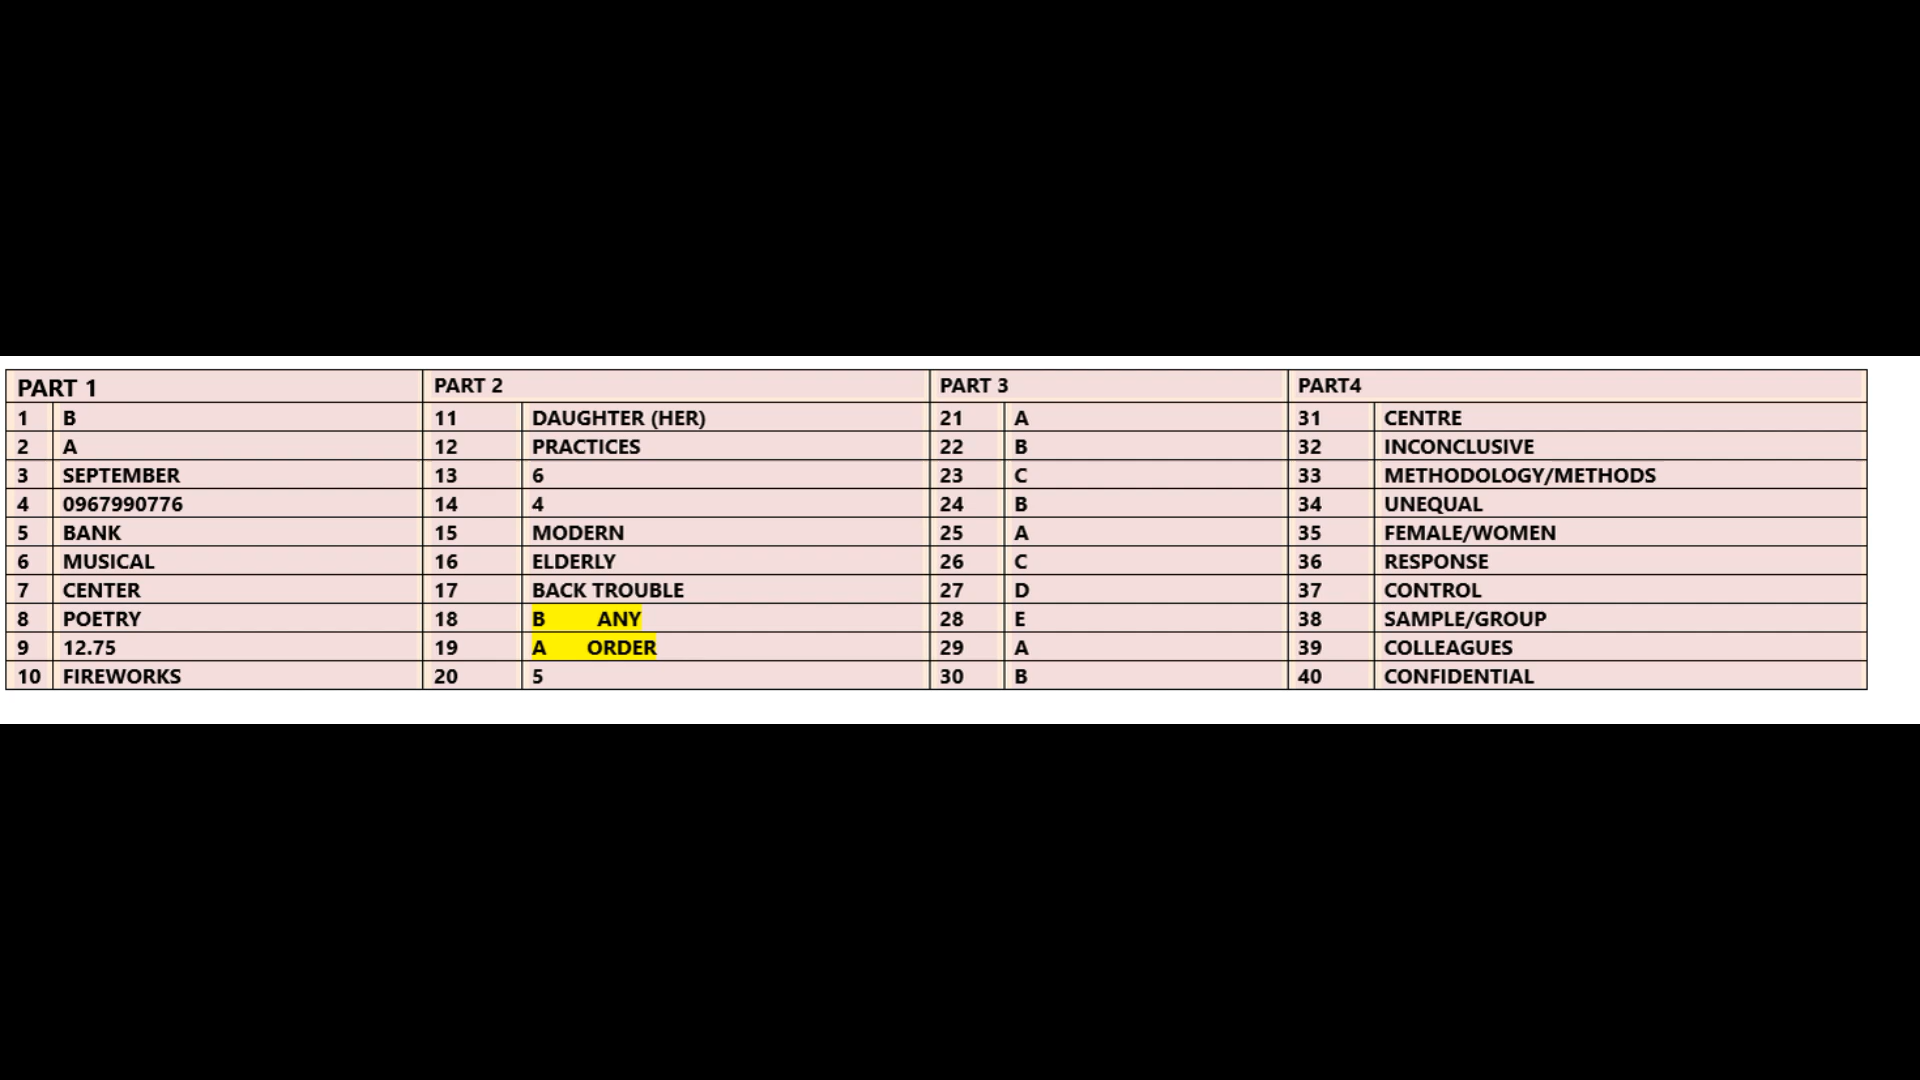 PART 1 PART 2 PART 3 PART4
1 B 11 DAUGHTER (HER) 21 A 31 CENTRE
2 A 12 PRACTICES 22 B 32 INCONCLUSIVE
3 SEPTEMBER 13 6 23 C 33 METHODOLOGY/METHODS
4 0967990776 14 4 24 B 34 UNEQUAL
5 BANK 15 MODERN 25 A 35 FEMALE/WOMEN
6 MUSICAL 16 ELDERLY 26 C 36 RESPONSE
7 CENTER 17 BACK TROUBLE 27 D 37 CONTROL
8 POETRY 18 B ANY 28 E 38 SAMPLE/GROUP
9 12.75 19 A ORDER 29 A 39 COLLEAGUES
10 FIREWORKS 20 5 30 B 40 CONFIDENTIAL